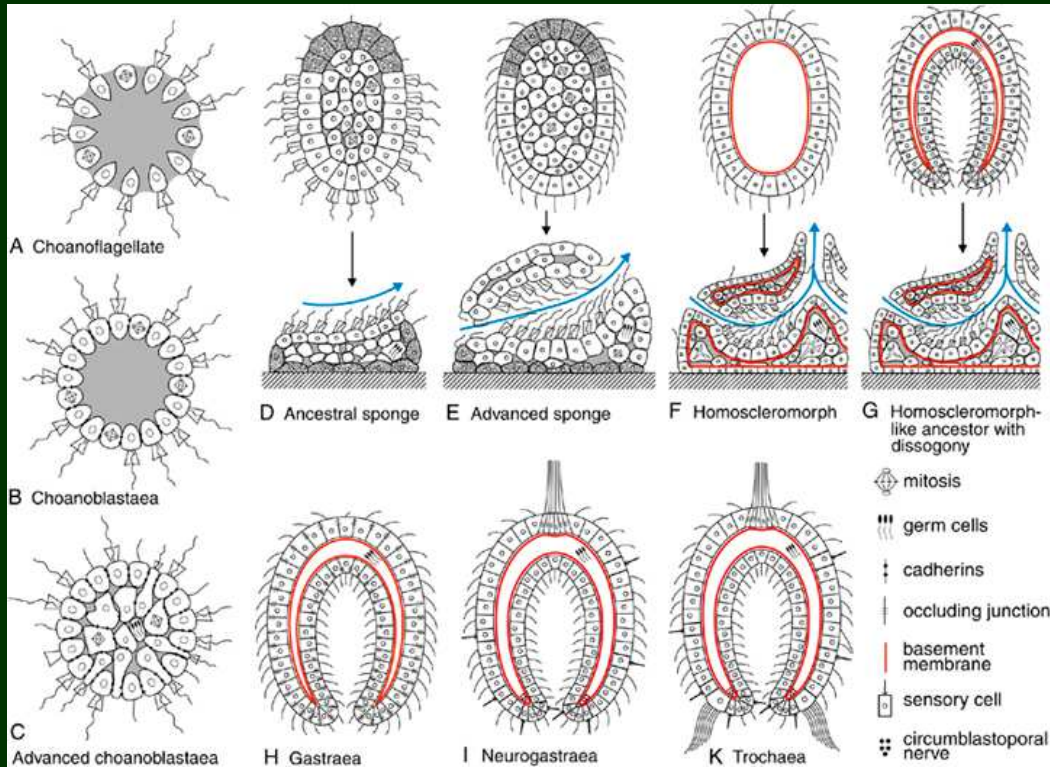 A Choanoflagellate
B Choanoblastaea
C
Advanced choanoblastaea
D Ancestral sponge
E Advanced sponge
F Homoscleromorph
G Homoscleromorph-
like ancestor with
dissogony
H Gastraea
I Neurogastraea
K Trochaea
mitosis
germ cells
cadherins
occluding junction
basement
membrane
sensory cell
circumblastoporal
nerve